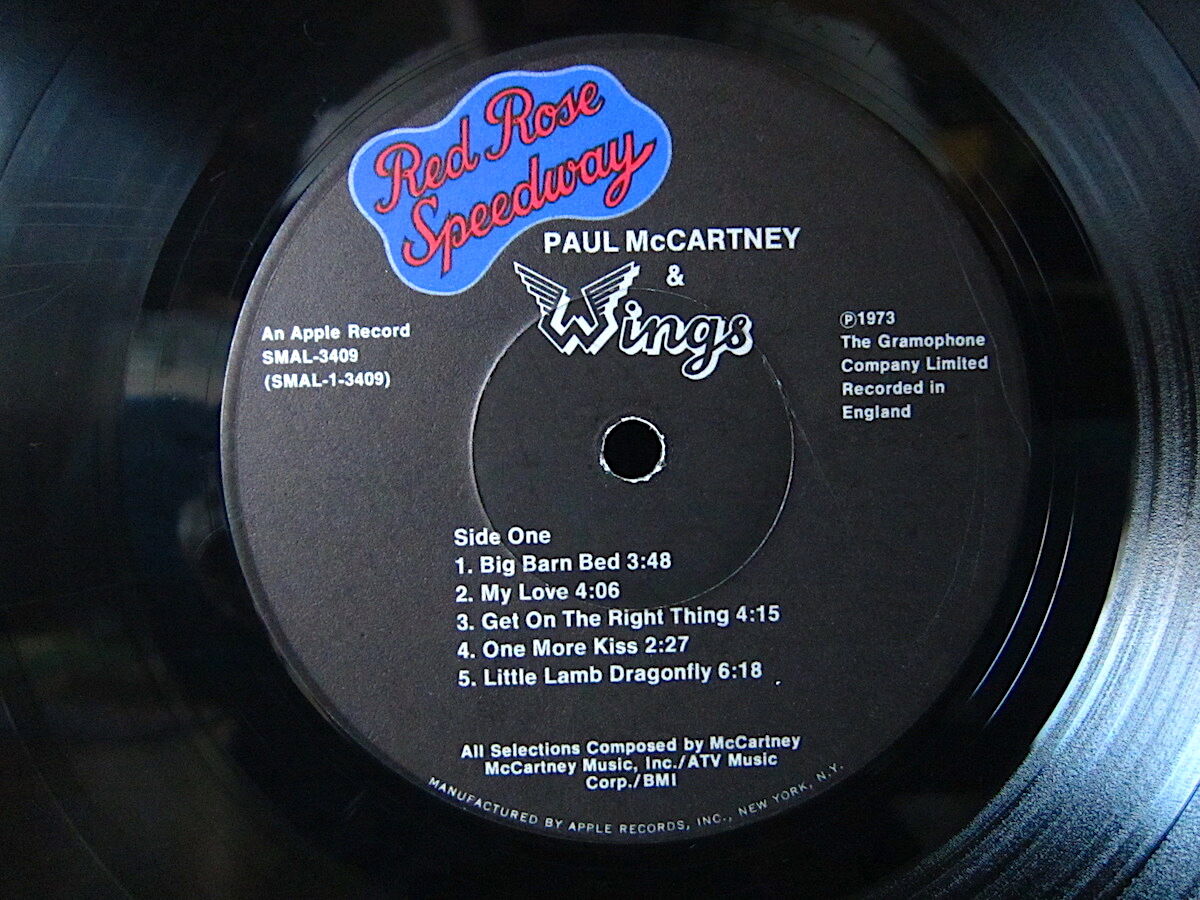 Red Rose
Speedway
PAUL McCARTNEY
&
Wings
An Apple Record
SMAL-3409
(SMAL-1-3409)
℗1973
The Gramophone
Company Limited
Recorded in
England
Side One
1. Big Barn Bed 3:48
2. My Love 4:06
3. Get On The Right Thing 4:15
4. One More Kiss 2:27
5. Little Lamb Dragonfly 6:18
All Selections Composed by McCartney
McCartney Music, Inc./ATV Music
Corp./BMI
MANUFACTURED BY APPLE RECORDS, INC., NEW YORK, N.Y.